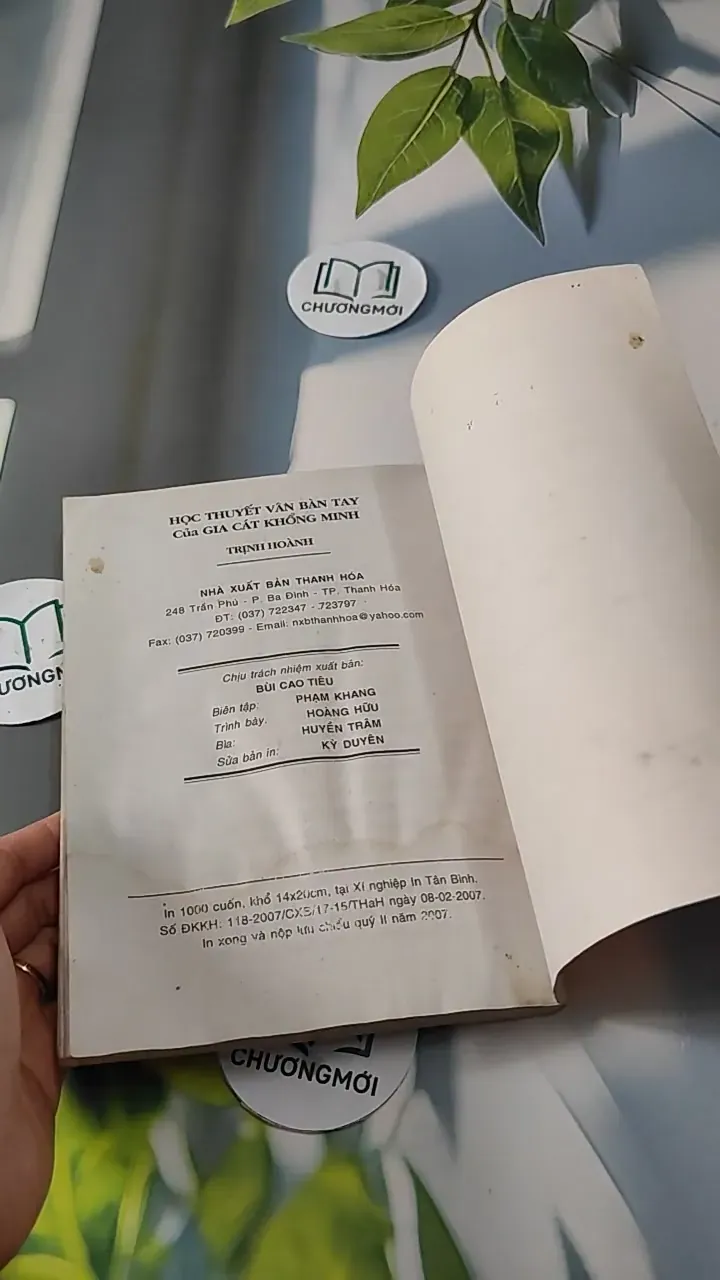 CHƯƠNGMỚI
HỌC THUYẾT VÂN BÀN TAY
Của GIA CÁT KHỔNG MINH
TRỊNH HOÀNH
NHÀ XUẤT BẢN THANH HÓA
248 Trần Phú - P. Ba Đình - TP. Thanh Hóa
ĐT: (037) 722347 - 723797
Fax: (037) 720399 - Email: nxbthanhhoa@yahoo.com
Chịu trách nhiệm xuất bản:
BÙI CAO TIÊU
Biên tập: PHẠM KHANG
Trình bày: HOÀNG HỮU
Bìa: HUYỀN TRÂM
Sửa bản in: KỲ DUYÊN
ƯƠNGM
In 1000 cuốn, khổ 14x20cm, tại Xí nghiệp In Tân Bình.
Số ĐKKH: 118-2007/CXB/17-15/THaH ngày 08-02-2007.
In xong và nộp lưu chiểu quý II năm 2007.
CHƯƠNGMỚI